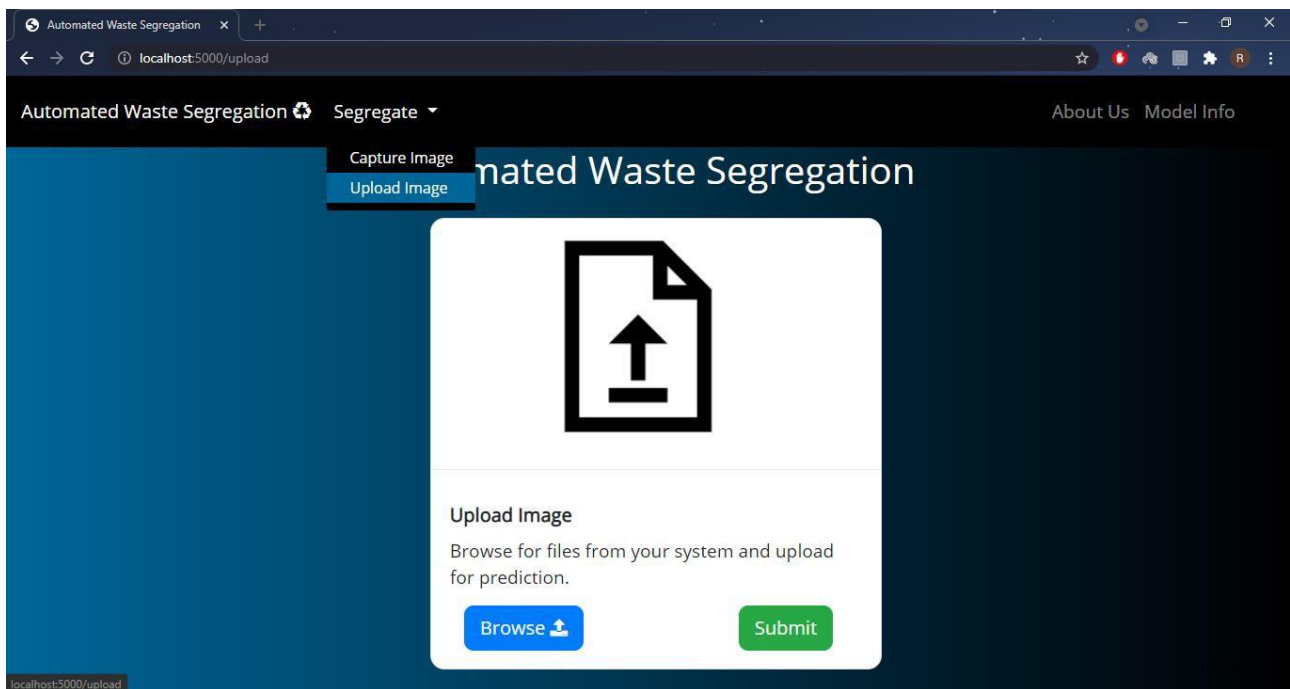 Automated Waste Segregation
localhost:5000/upload
R
Automated Waste Segregation Segregate About Us Model Info
Capture Image
Upload Image
mated Waste Segregation
Upload Image
Browse for files from your system and upload
for prediction.
Browse Submit
localhost:5000/upload